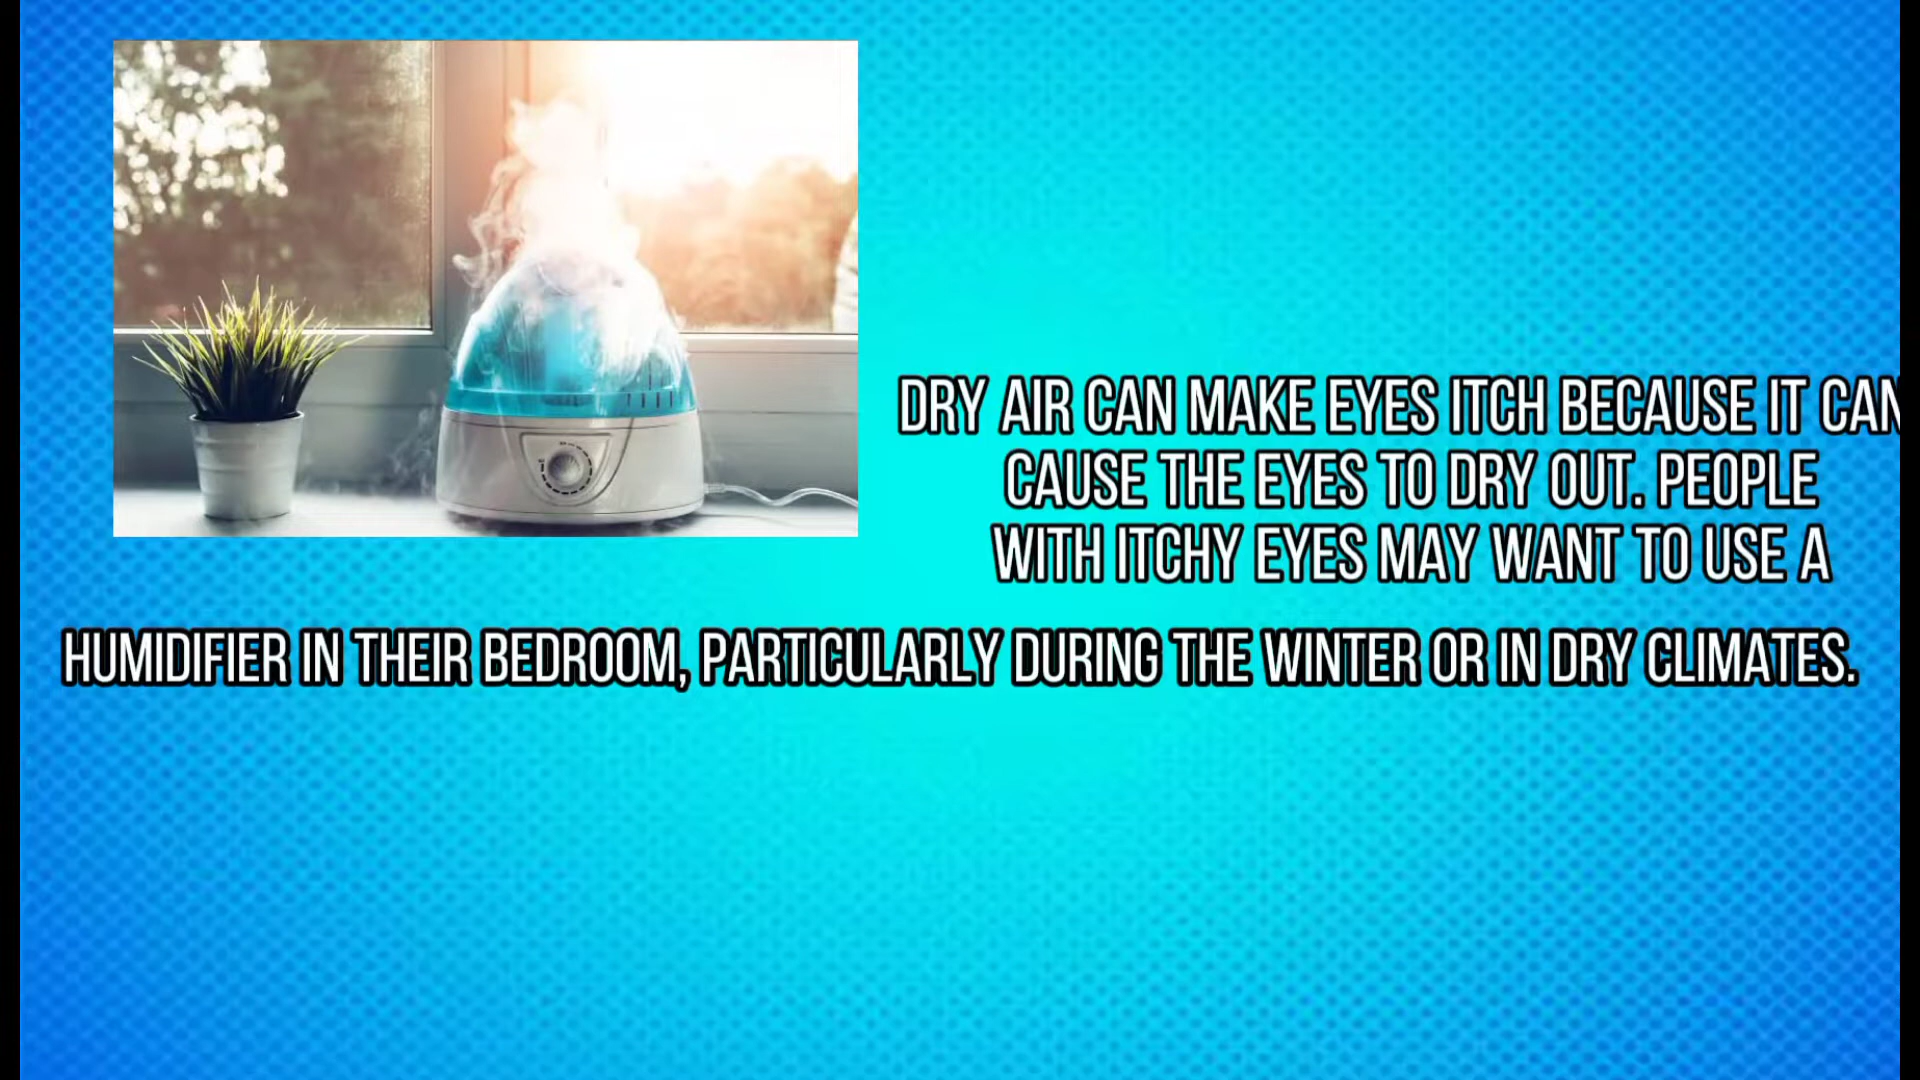 DRY AIR CAN MAKE EYES ITCH BECAUSE IT CAN
CAUSE THE EYES TO DRY OUT. PEOPLE
WITH ITCHY EYES MAY WANT TO USE A
HUMIDIFIER IN THEIR BEDROOM, PARTICULARLY DURING THE WINTER OR IN DRY CLIMATES.